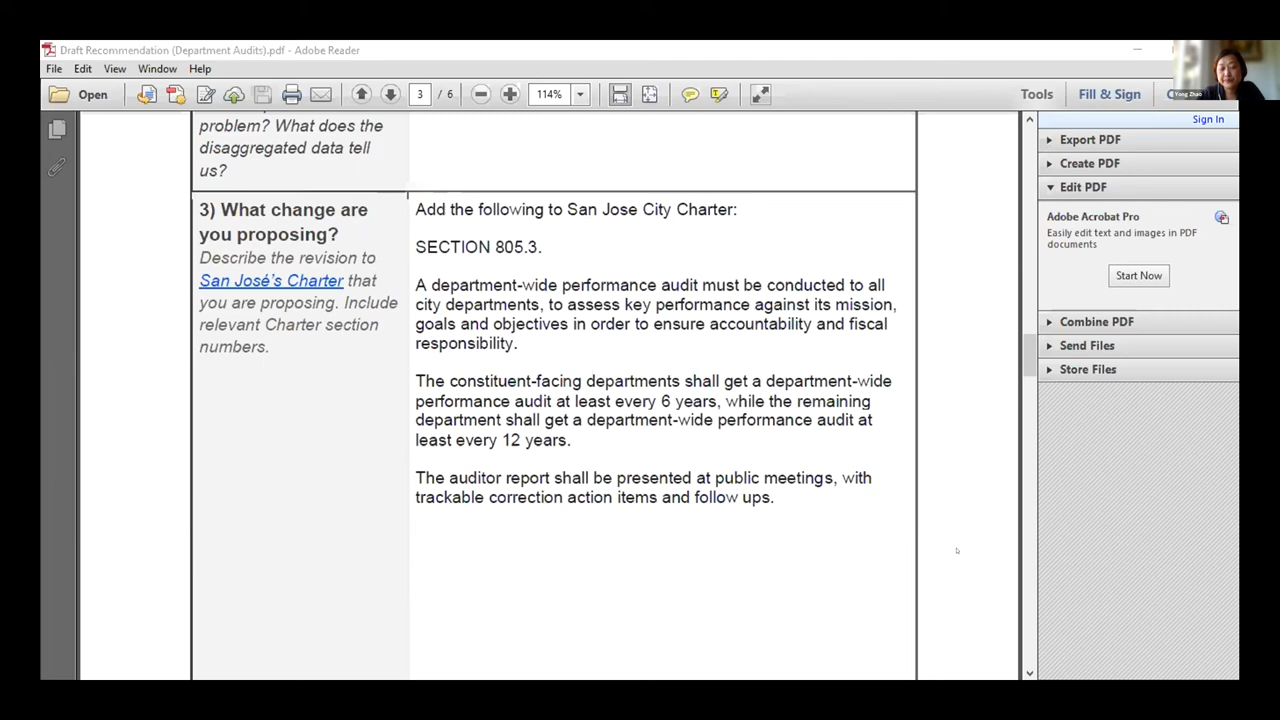 Draft Recommendation (Department Audits).pdf - Adobe Reader
File Edit View Window Help
Open 3 / 6 114% Tools Fill & Sign
Yong Zhao
Sign In
Export PDF
Create PDF
Edit PDF
Adobe Acrobat Pro
Easily edit text and images in PDF
documents
Start Now
Combine PDF
Send Files
Store Files
problem? What does the
disaggregated data tell
us?
3) What change are
you proposing?
Describe the revision to
San José’s Charter that
you are proposing. Include
relevant Charter section
numbers.
Add the following to San Jose City Charter:
SECTION 805.3.
A department-wide performance audit must be conducted to all
city departments, to assess key performance against its mission,
goals and objectives in order to ensure accountability and fiscal
responsibility.
The constituent-facing departments shall get a department-wide
performance audit at least every 6 years, while the remaining
department shall get a department-wide performance audit at
least every 12 years.
The auditor report shall be presented at public meetings, with
trackable correction action items and follow ups.